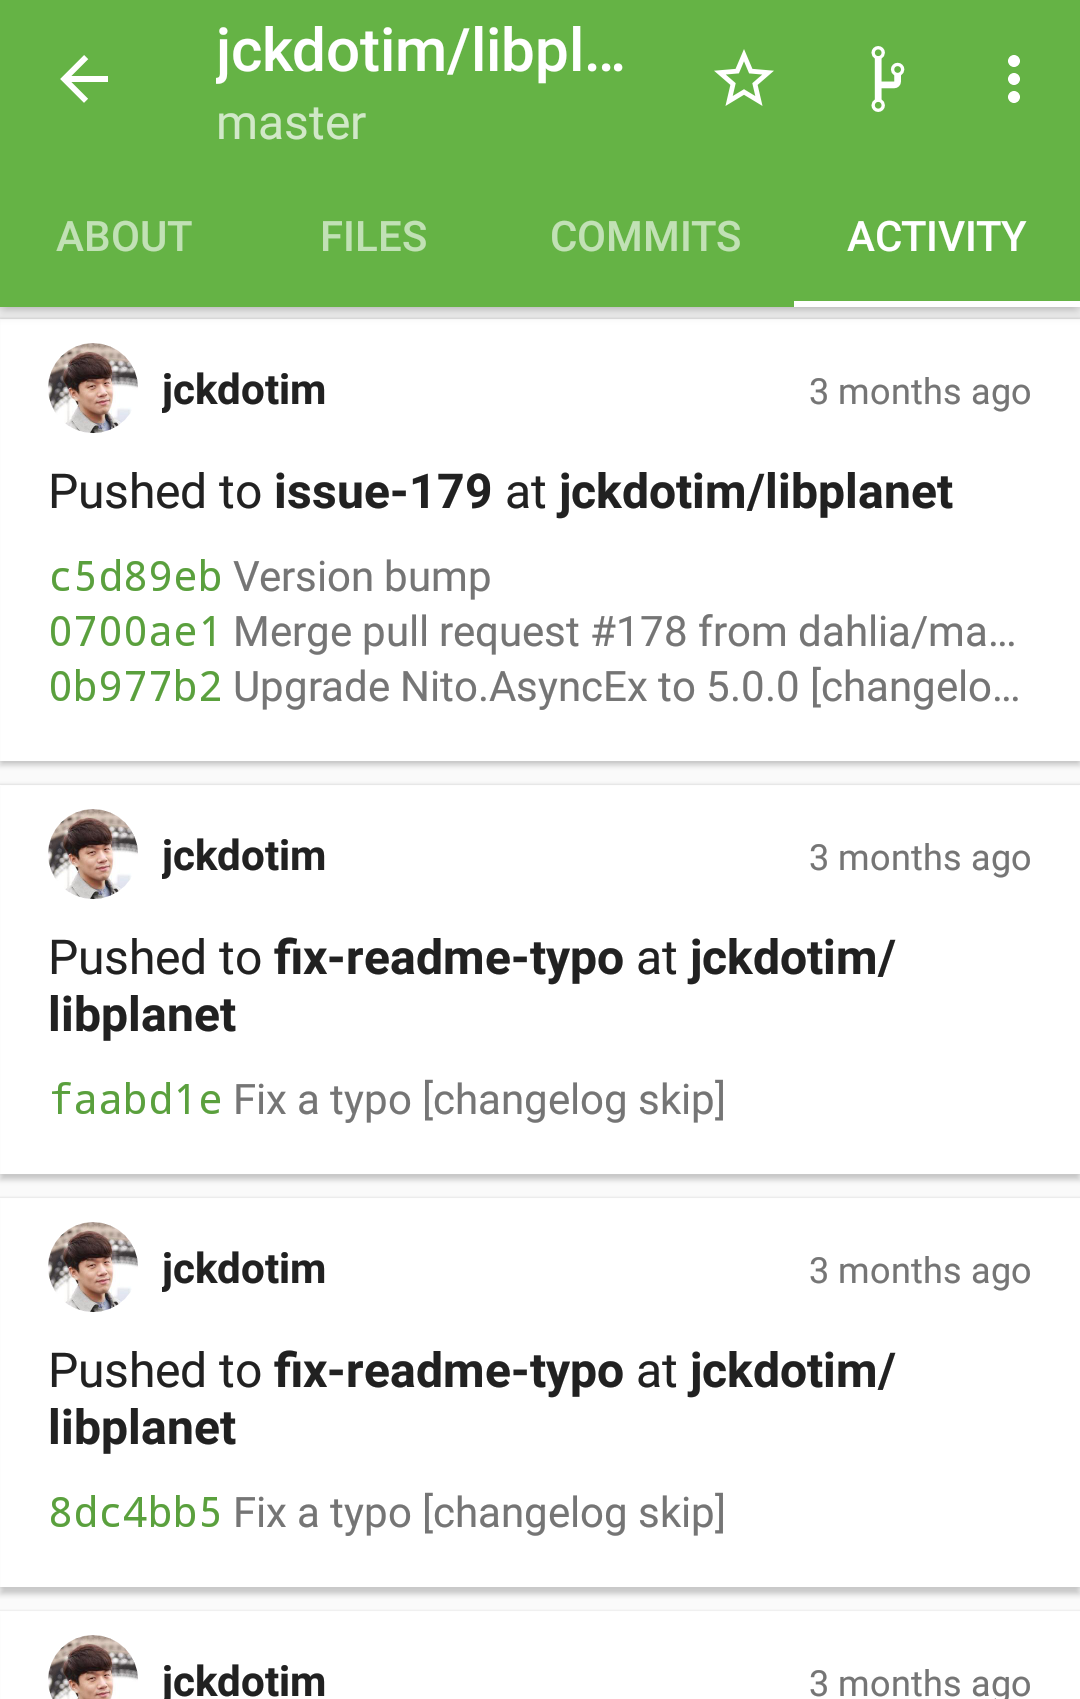 jckdotim/libpl...
master
ABOUT FILES COMMITS ACTIVITY
jckdotim 3 months ago
Pushed to issue-179 at jckdotim/libplanet
c5d89eb Version bump
0700ae1 Merge pull request #178 from dahlia/ma...
0b977b2 Upgrade Nito.AsyncEx to 5.0.0 [changelo...
jckdotim 3 months ago
Pushed to fix-readme-typo at jckdotim/
libplanet
faabd1e Fix a typo [changelog skip]
jckdotim 3 months ago
Pushed to fix-readme-typo at jckdotim/
libplanet
8dc4bb5 Fix a typo [changelog skip]
jckdotim 3 months ago